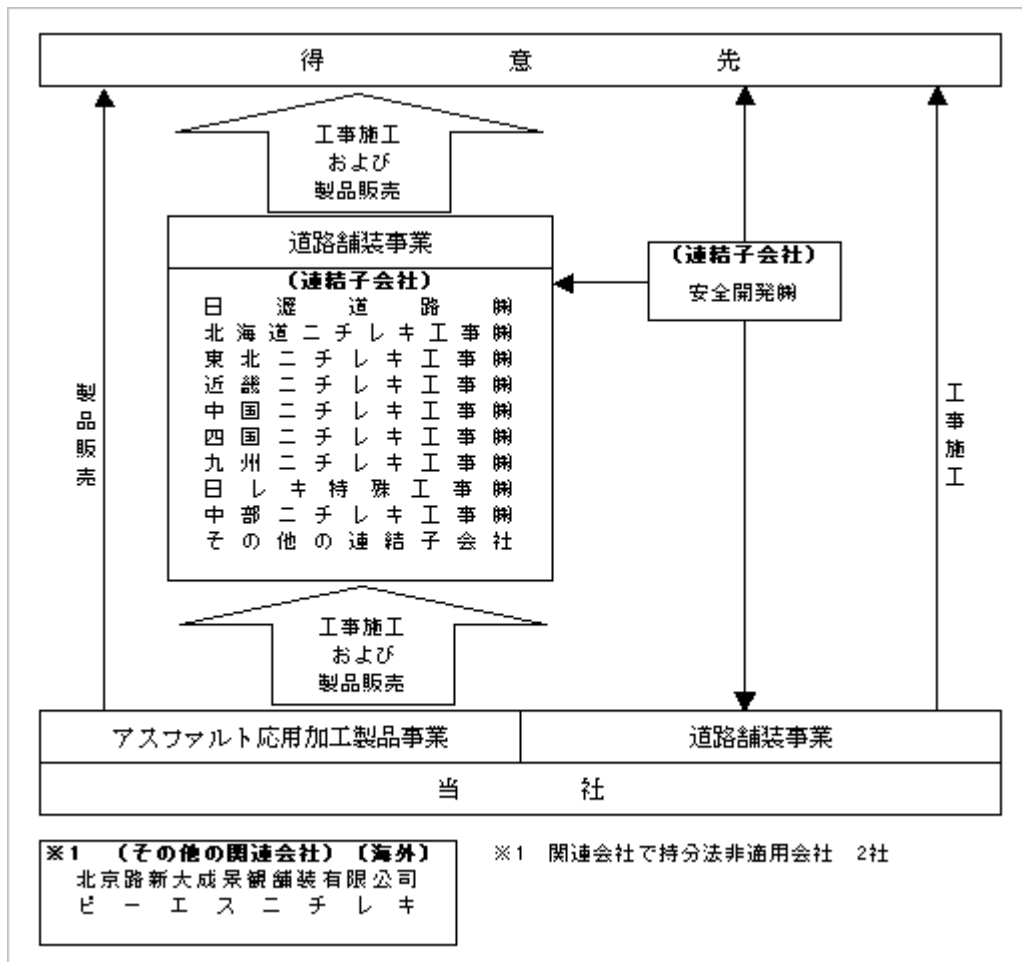 得意先
工事施工
および
製品販売
道路舗装事業
(連結子会社)
日瀝道路㈱
北海道ニチレキ工事㈱
東北ニチレキ工事㈱
近畿ニチレキ工事㈱
中国ニチレキ工事㈱
四国ニチレキ工事㈱
九州ニチレキ工事㈱
日レキ特殊工事㈱
中部ニチレキ工事㈱
その他の連結子会社
(連結子会社)
安全開発㈱
製品販売
工事施工
工事施工
および
製品販売
アスファルト応用加工製品事業
道路舗装事業
当社
※1 (その他の関連会社)〔海外〕
北京路新大成景観舗装有限公司
ピーエスニチレキ
※1 関連会社で持分法非適用会社 2社